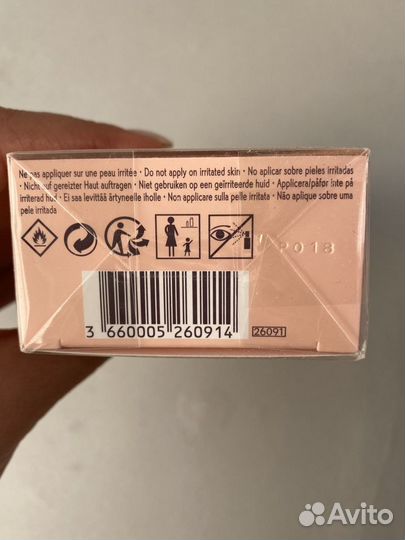 Ne pas appliquer sur une peau irritée • Do not apply on irritated skin • No aplicar sobre pieles irritadas
• Nicht auf gereizter Haut auftragen • Niet gebruiken op een geïrriteerde huid • Applicera/påfør inte på
irriterad hud • Ei saa levittää ärtyneelle iholle • Non applicare sulla pelle irritata • Não aplique sobre uma
pele irritada
P018
3 660005 260914
26091
Avito